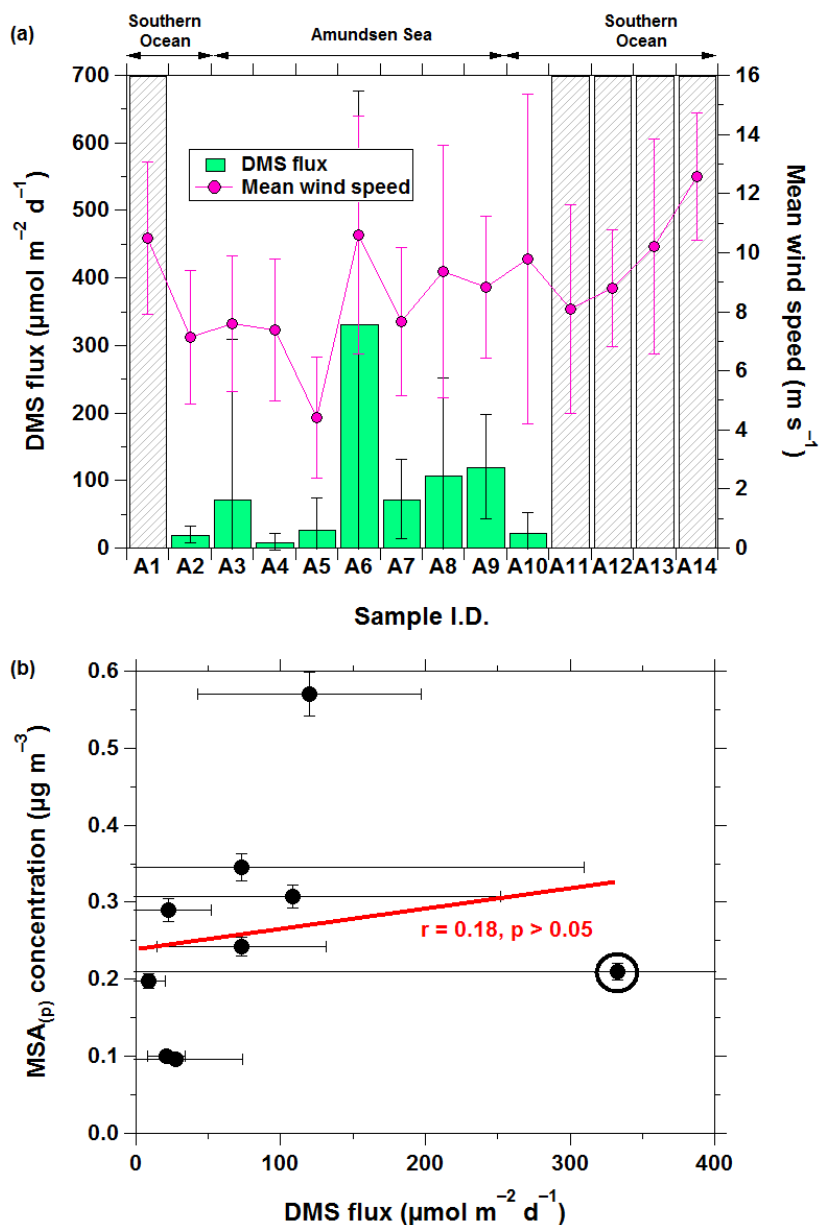 (a)
Southern
Ocean
Amundsen Sea
Southern
Ocean
700
600
500
400
300
200
100
0
DMS flux (µmol m⁻² d⁻¹)
DMS flux
Mean wind speed
16
14
12
10
8
6
4
2
0
Mean wind speed (m s⁻¹)
A1 A2 A3 A4 A5 A6 A7 A8 A9 A10 A11 A12 A13 A14
Sample I.D.
(b)
0.6
0.5
0.4
0.3
0.2
0.1
0.0
MSA(p) concentration (µg m⁻³)
r = 0.18, p > 0.05
0 100 200 300 400
DMS flux (µmol m⁻² d⁻¹)